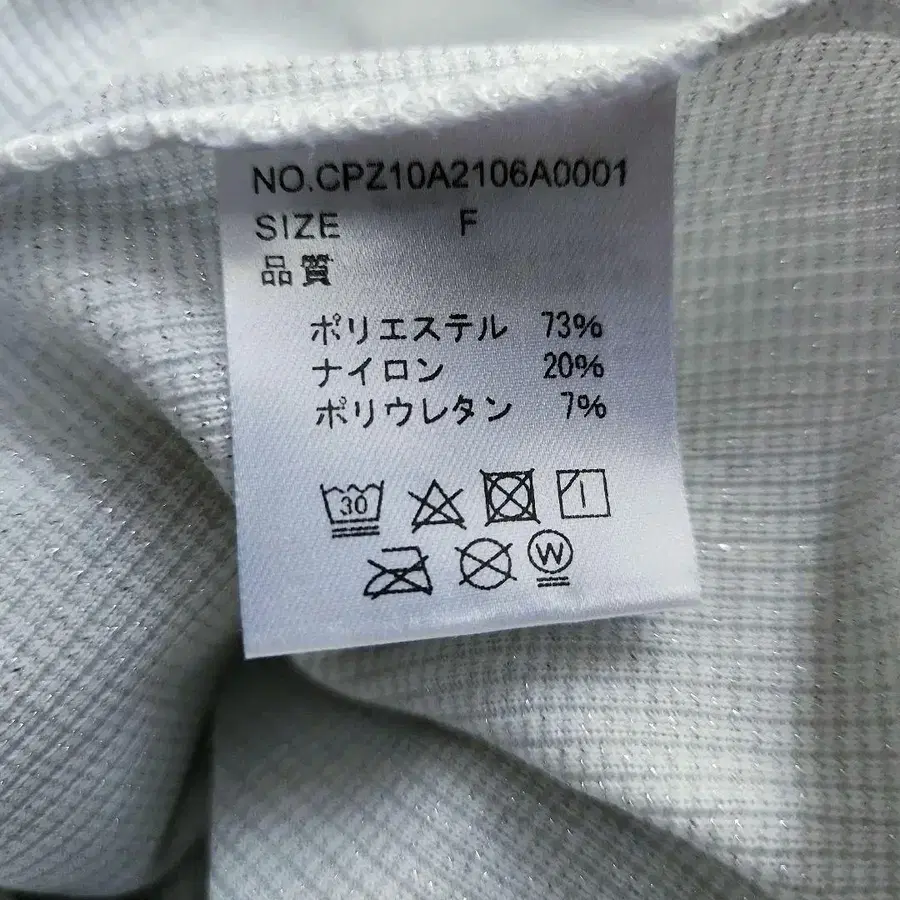 NO.CPZ10A2106A0001
SIZE F
品質
ポリエステル 73%
ナイロン 20%
ポリウレタン 7%
30
W